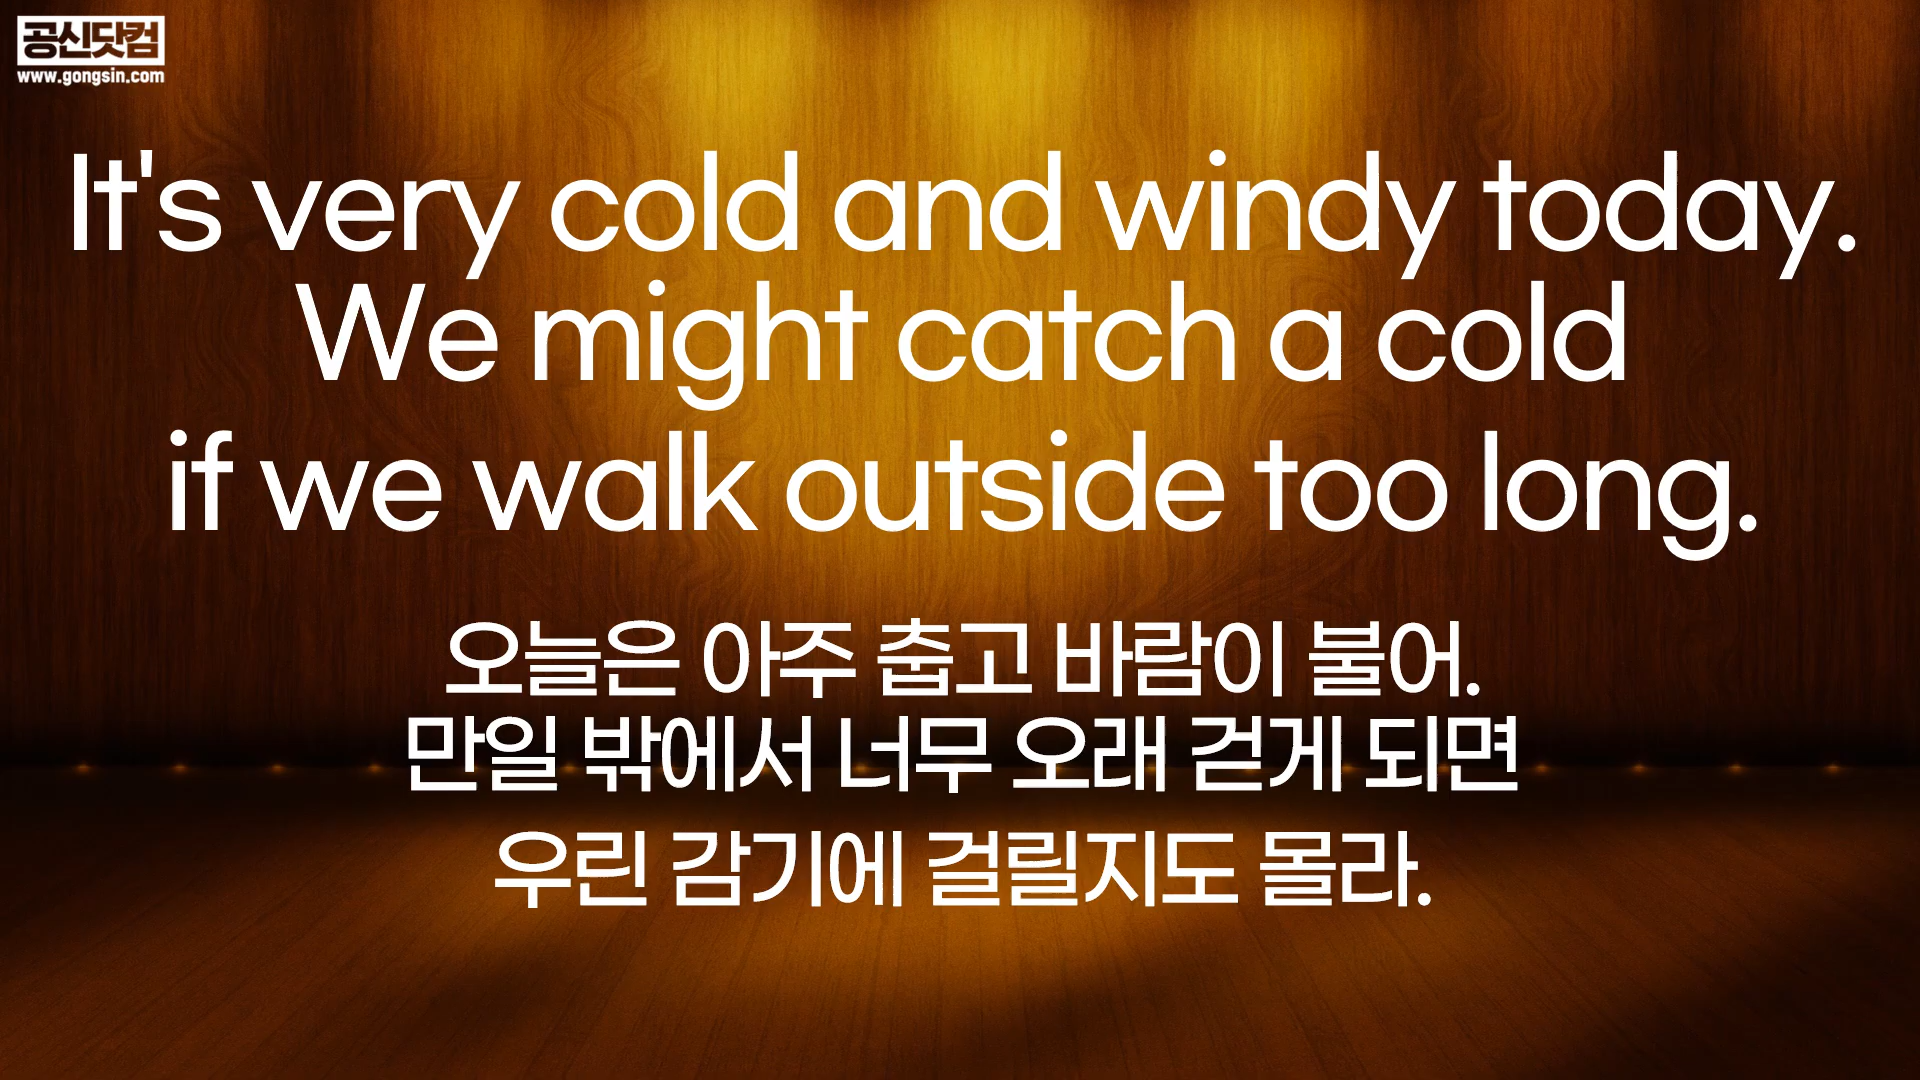 공신닷컴
www.gongsin.com
It's very cold and windy today.
We might catch a cold
if we walk outside too long.
오늘은 아주 춥고 바람이 불어.
만일 밖에서 너무 오래 걷게 되면
우린 감기에 걸릴지도 몰라.